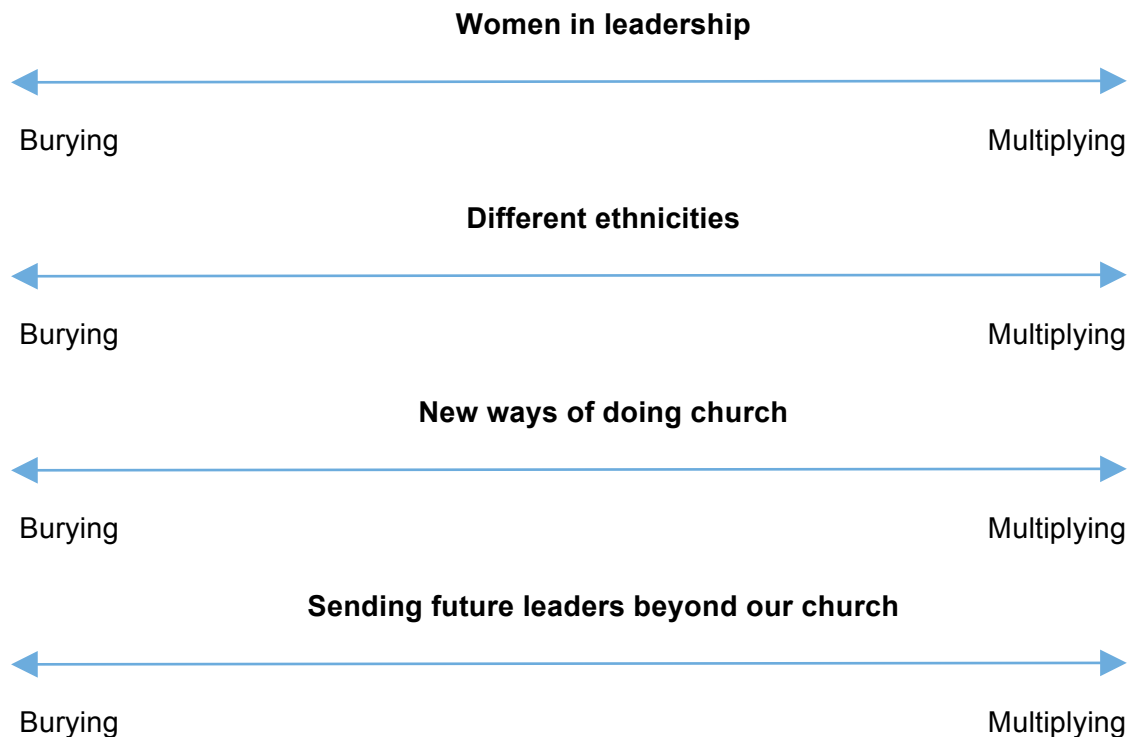 Women in leadership
Burying Multiplying
Different ethnicities
Burying Multiplying
New ways of doing church
Burying Multiplying
Sending future leaders beyond our church
Burying Multiplying